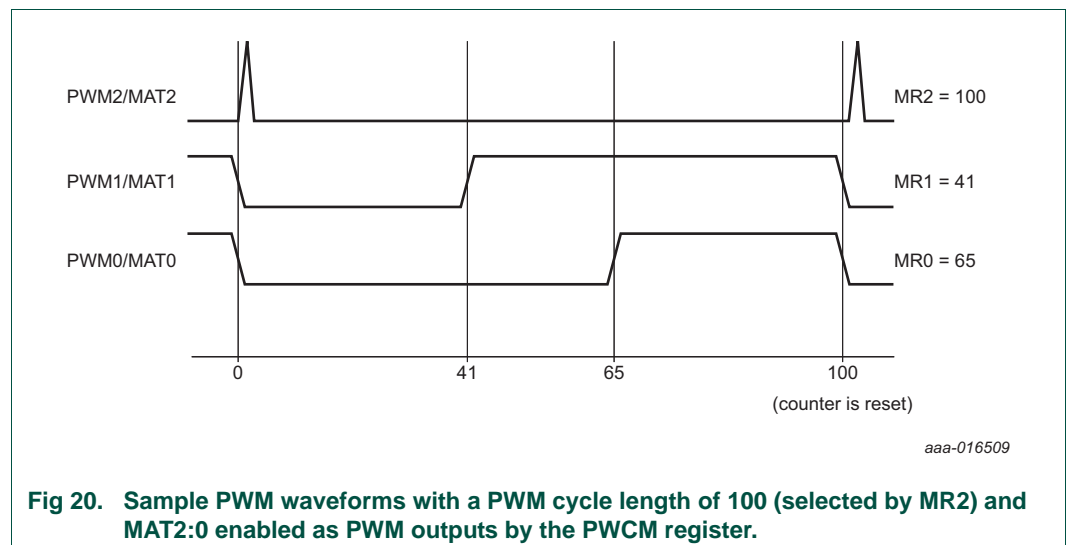 PWM2/MAT2
MR2 = 100
PWM1/MAT1
MR1 = 41
PWM0/MAT0
MR0 = 65
0
41
65
100
(counter is reset)
aaa-016509
Fig 20. Sample PWM waveforms with a PWM cycle length of 100 (selected by MR2) and
MAT2:0 enabled as PWM outputs by the PWCM register.